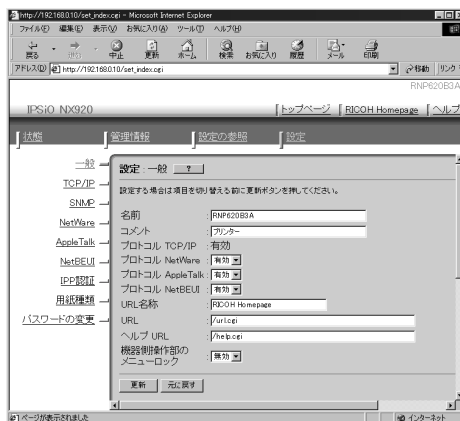 http://192.168.0.10/set_index.cgi - Microsoft Internet Explorer
ファイル(F) 編集(E) 表示(V) お気に入り(A) ツール(T) ヘルプ(H)
戻る 進む 中止 更新 ホーム 検索 お気に入り 履歴 メール 印刷
アドレス(D) http://192.168.0.10/set_index.cgi 移動 リンク
RNP620B3A
IPSiO NX920
[トップページ [RICOH Homepage [ヘルプ
状態 管理情報 設定の参照 設定
一般
TCP/IP
SNMP
NetWare
AppleTalk
NetBEUI
IPP認証
用紙種類
パスワードの変更
設定 : 一般 ?
設定する場合は項目を切り替える前に更新ボタンを押してください。
名前 : RNP620B3A
コメント : プリンター
プロトコル TCP/IP : 有効
プロトコル NetWare : 有効
プロトコル AppleTalk : 有効
プロトコル NetBEUI : 有効
URL名称 : RICOH Homepage
URL : /url.cgi
ヘルプ URL : /help.cgi
機器側操作部の
メニューロック : 無効
更新 元に戻す
ページが表示されました インターネット